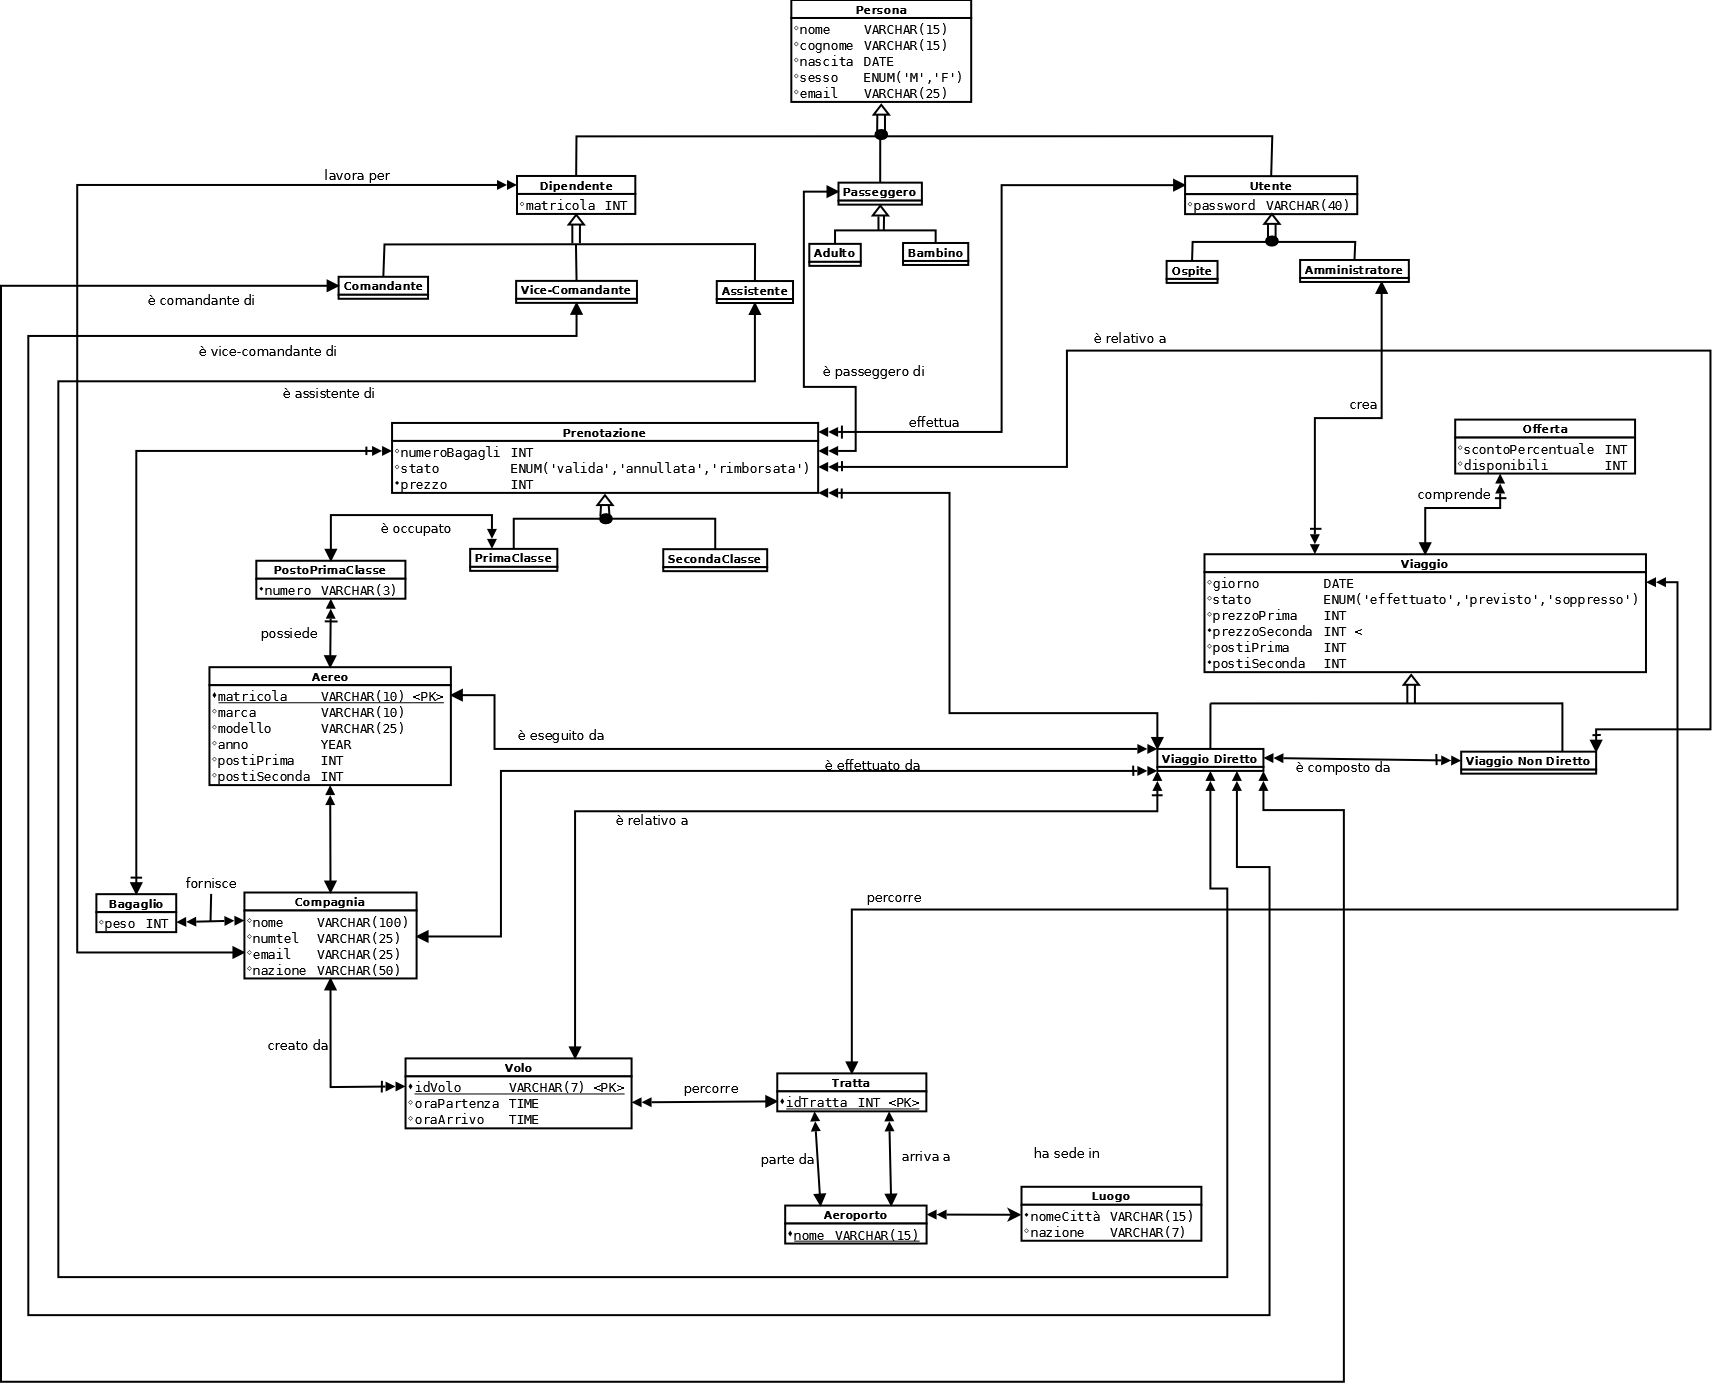 Persona
nome VARCHAR(15)
cognome VARCHAR(15)
nascita DATE
sesso ENUM('M','F')
email VARCHAR(25)
lavora per
Dipendente
matricola INT
Passeggero
Utente
password VARCHAR(40)
Adulto
Bambino
Ospite
Amministratore
Comandante
Vice-Comandante
Assistente
è comandante di
è vice-comandante di
è relativo a
è passeggero di
è assistente di
crea
effettua
Prenotazione
numeroBagagli INT
stato ENUM('valida','annullata','rimborsata')
prezzo INT
Offerta
scontoPercentuale INT
disponibili INT
comprende
è occupato
PrimaClasse
SecondaClasse
PostoPrimaClasse
numero VARCHAR(3)
Viaggio
giorno DATE
stato ENUM('effettuato','previsto','soppresso')
prezzoPrima INT
prezzoSeconda INT <
postiPrima INT
postiSeconda INT
possiede
Aereo
matricola VARCHAR(10) <PK>
marca VARCHAR(10)
modello VARCHAR(25)
anno YEAR
postiPrima INT
postiSeconda INT
è eseguito da
Viaggio Diretto
Viaggio Non Diretto
è effettuato da
è composto da
è relativo a
fornisce
percorre
Bagaglio
peso INT
Compagnia
nome VARCHAR(100)
numtel VARCHAR(25)
email VARCHAR(25)
nazione VARCHAR(50)
creato da
Volo
idVolo VARCHAR(7) <PK>
oraPartenza TIME
oraArrivo TIME
percorre
Tratta
idTratta INT <PK>
parte da
arriva a
ha sede in
Aeroporto
nome VARCHAR(15)
Luogo
nomeCittà VARCHAR(15)
nazione VARCHAR(7)